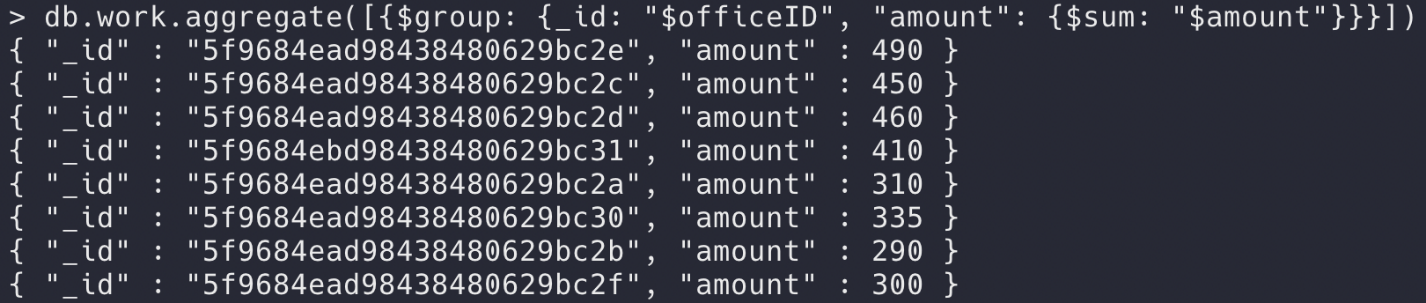 > db.work.aggregate([{$group: {_id: "$officeID", "amount": {$sum: "$amount"}}}])
{ "_id" : "5f9684ead98438480629bc2e", "amount" : 490 }
{ "_id" : "5f9684ead98438480629bc2c", "amount" : 450 }
{ "_id" : "5f9684ead98438480629bc2d", "amount" : 460 }
{ "_id" : "5f9684ebd98438480629bc31", "amount" : 410 }
{ "_id" : "5f9684ead98438480629bc2a", "amount" : 310 }
{ "_id" : "5f9684ead98438480629bc30", "amount" : 335 }
{ "_id" : "5f9684ead98438480629bc2b", "amount" : 290 }
{ "_id" : "5f9684ead98438480629bc2f", "amount" : 300 }